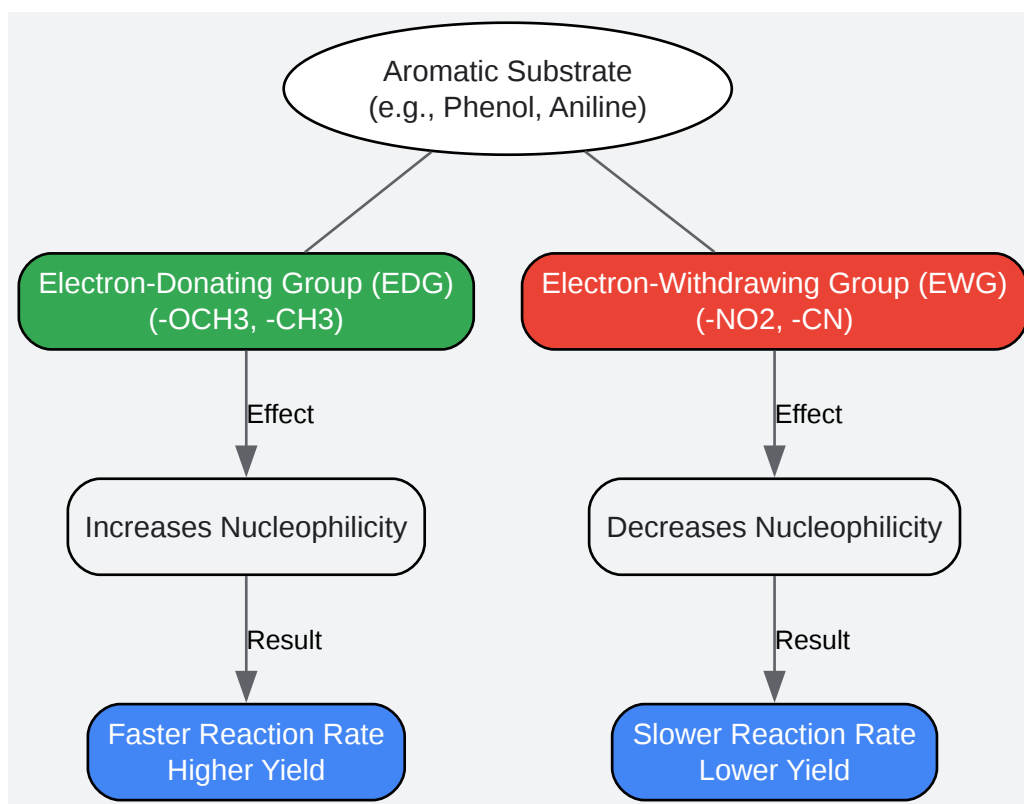 Aromatic Substrate
(e.g., Phenol, Aniline)
Electron-Donating Group (EDG)
(-OCH3, -CH3)
Electron-Withdrawing Group (EWG)
(-NO2, -CN)
Effect
Effect
Increases Nucleophilicity
Decreases Nucleophilicity
Result
Result
Faster Reaction Rate
Higher Yield
Slower Reaction Rate
Lower Yield